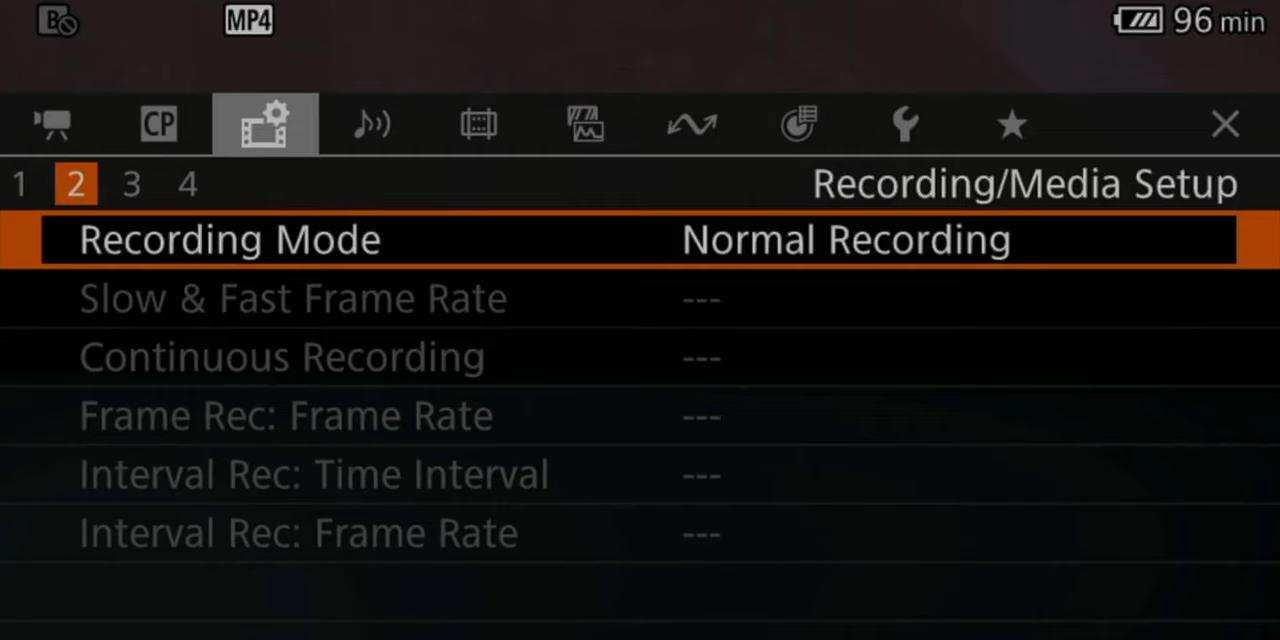 B MP4 96 min
CP
1 2 3 4 Recording/Media Setup
Recording Mode Normal Recording
Slow & Fast Frame Rate ---
Continuous Recording ---
Frame Rec: Frame Rate ---
Interval Rec: Time Interval ---
Interval Rec: Frame Rate ---